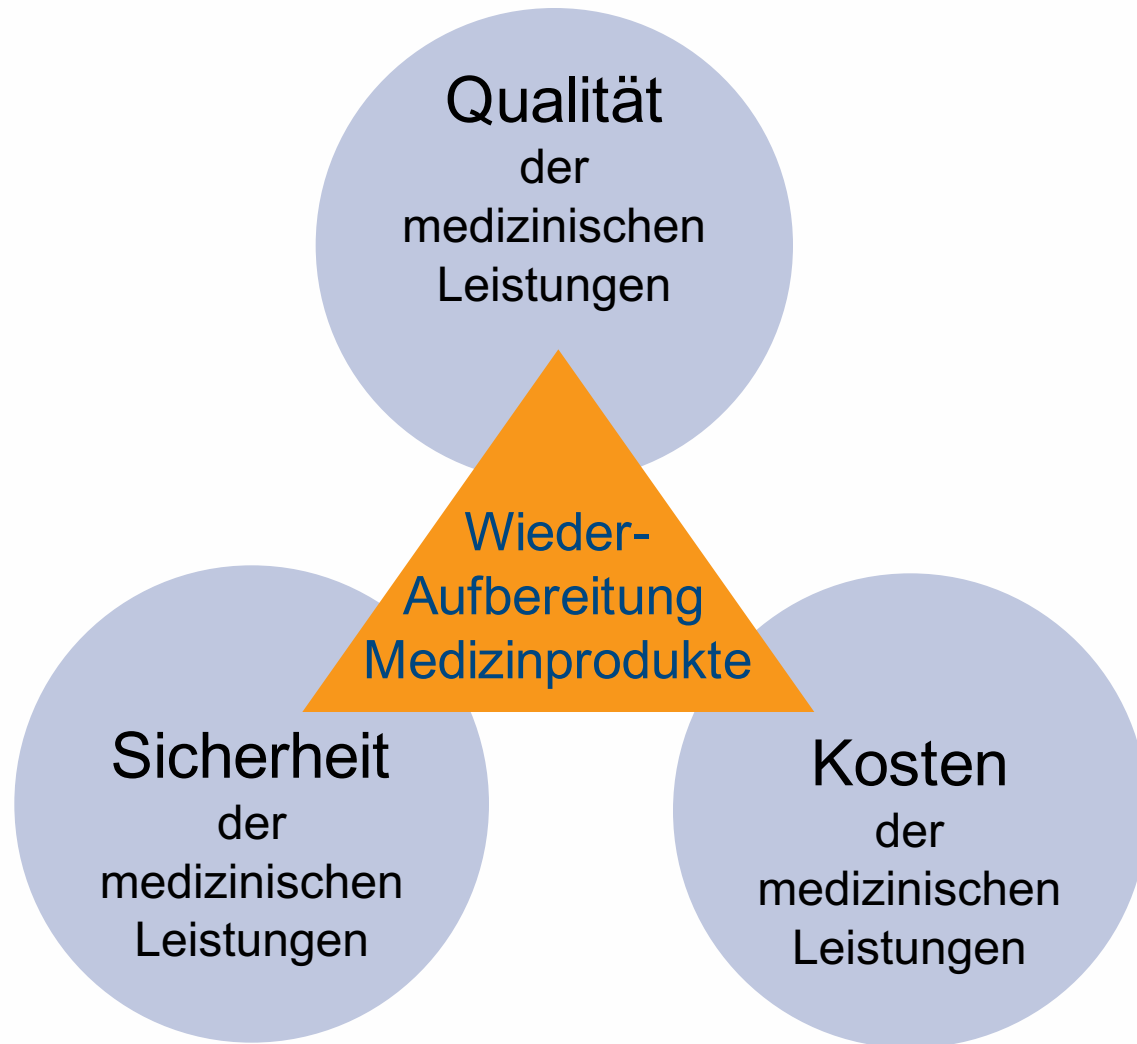 Qualität
der
medizinischen
Leistungen
Wieder-
Aufbereitung
Medizinprodukte
Sicherheit
der
medizinischen
Leistungen
Kosten
der
medizinischen
Leistungen